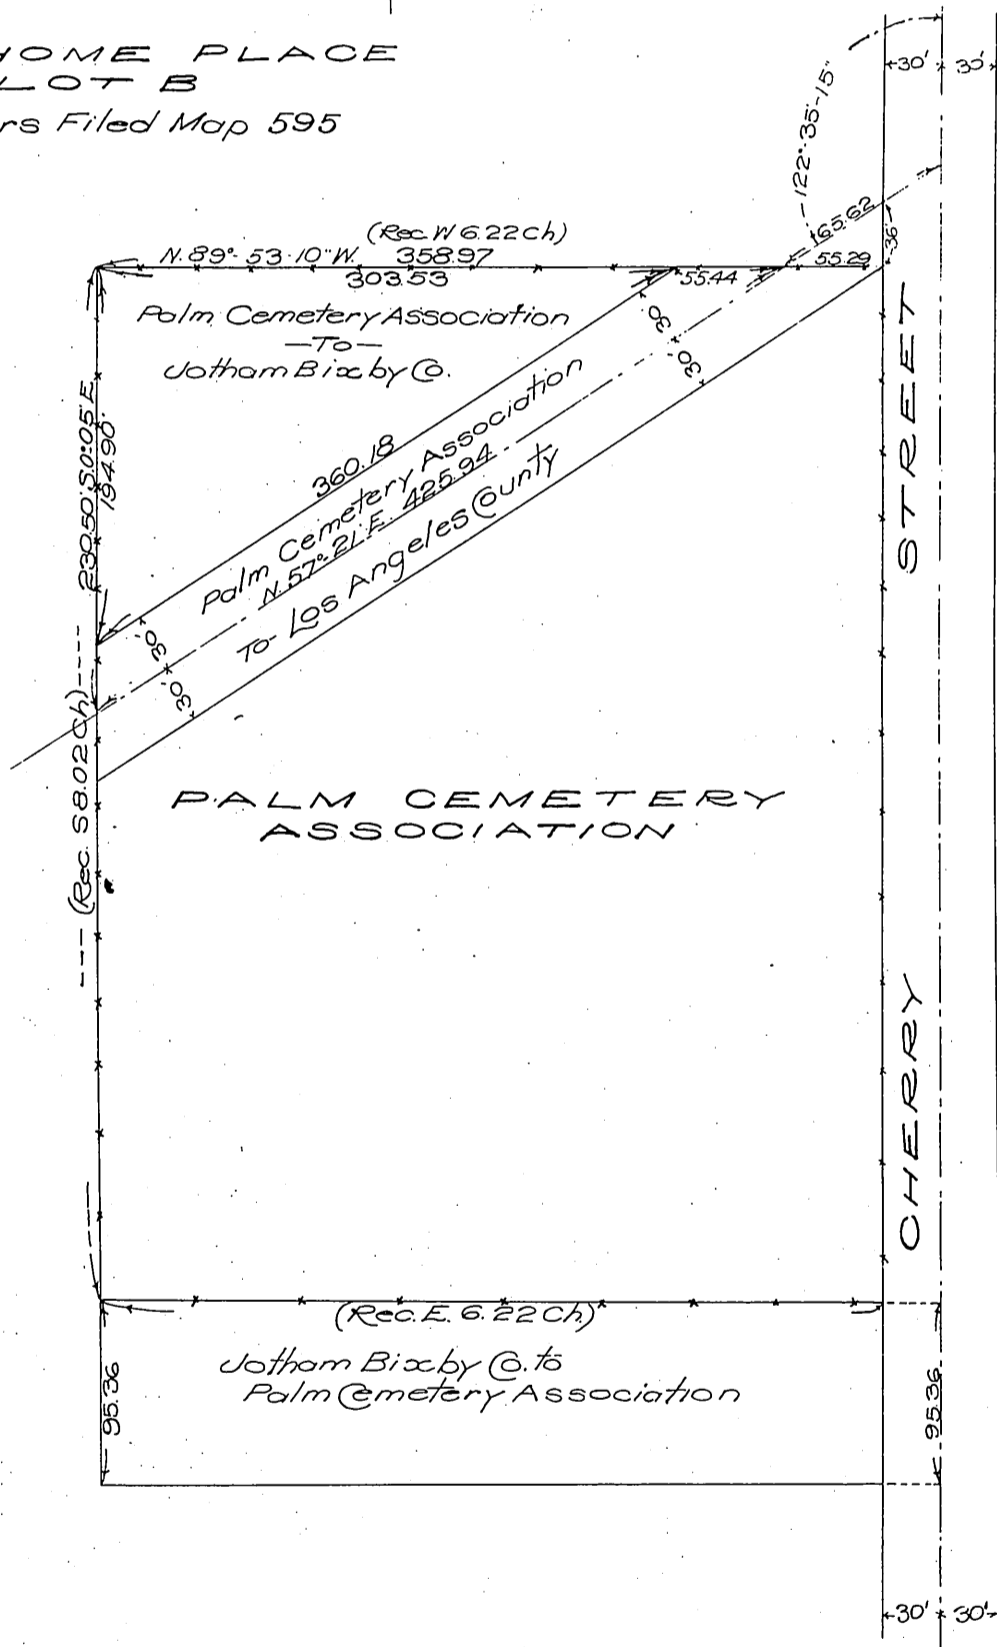 HOME PLACE
LOT B
rs Filed Map 595
30' 30'
122°-35'-15"
65.62
36'
(Rec. W 6.22 Ch)
N. 89°-53'-10" W. 358.97
303.53
55.44
55.29
Palm Cemetery Association
—To—
Jotham Bixby Co.
30' 30'
360.18
Palm Cemetery Association
N. 57°-21' E. 425.94
To Los Angeles County
230.50' S.0°05' E.
194.90'
30' 30'
--- (Rec. S 8.02 Ch) ----
PALM CEMETERY
ASSOCIATION
CHERRY STREET
(Rec. E. 6.22 Ch)
Jotham Bixby Co. to
Palm Cemetery Association
95.36
95.36
30' 30'